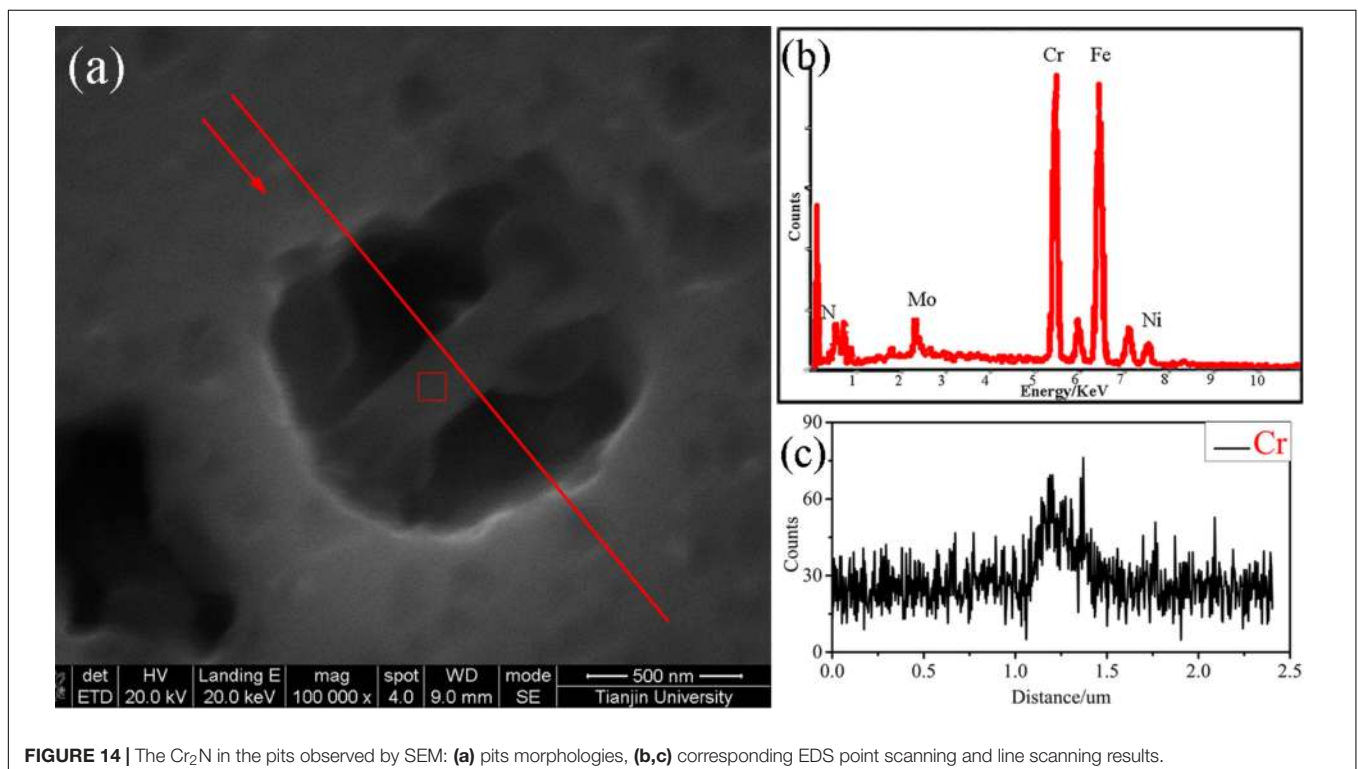 (a)
det HV Landing E mag spot WD mode 500 nm
ETD 20.0 kV 20.0 keV 100 000 x 4.0 9.0 mm SE Tianjin University
(b)
Cr Fe
N Mo Ni
Counts
1 2 3 4 5 6 7 8 9 10
Energy/KeV
(c)
Cr
90
60
30
0
Counts
0.0 0.5 1.0 1.5 2.0 2.5
Distance/um
FIGURE 14 | The Cr₂N in the pits observed by SEM: (a) pits morphologies, (b,c) corresponding EDS point scanning and line scanning results.